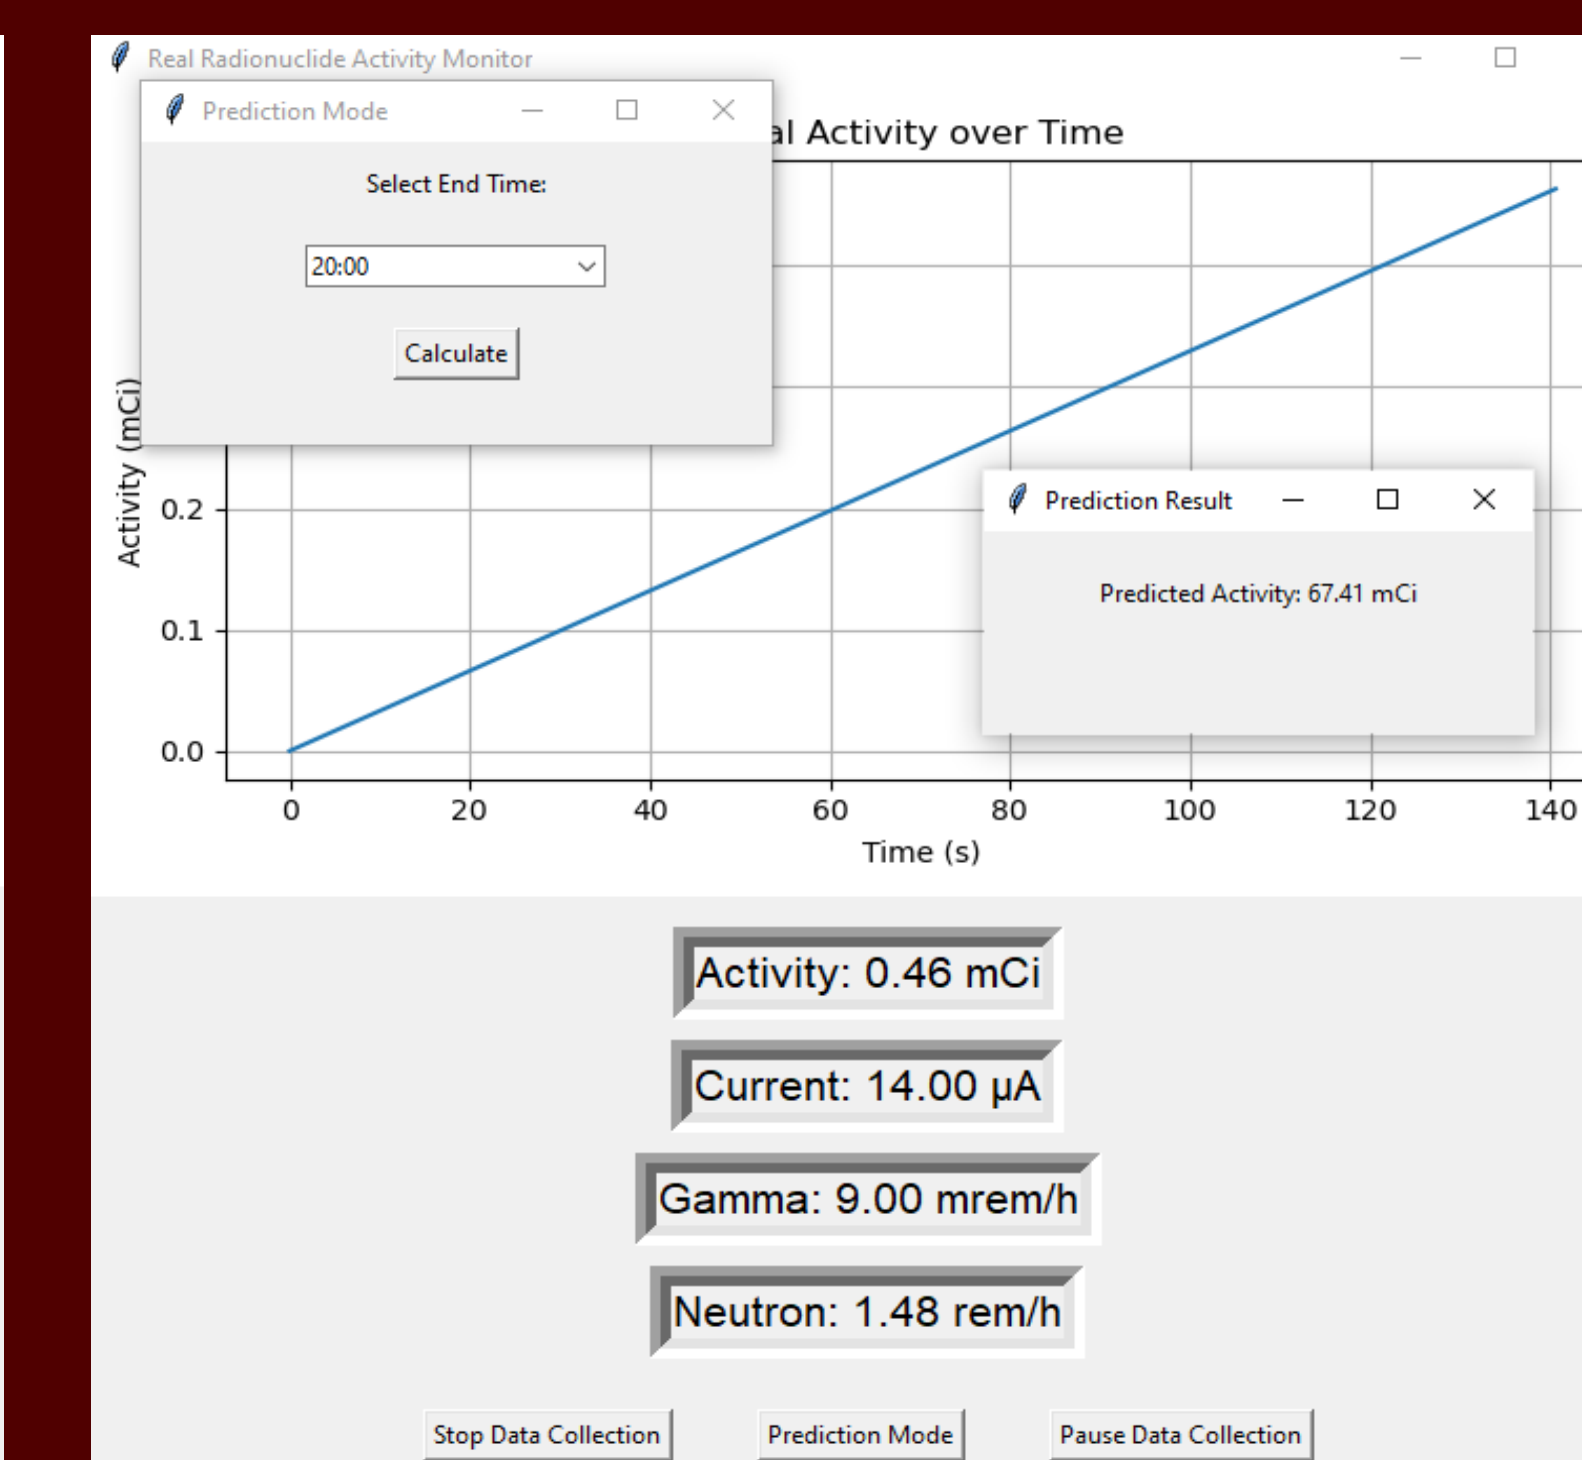 Real Radionuclide Activity Monitor
Prediction Mode
Select End Time:
20:00
Calculate
al Activity over Time
Activity (mCi)
0.2
0.1
0.0
Prediction Result
Predicted Activity: 67.41 mCi
0 20 40 60 80 100 120 140
Time (s)
Activity: 0.46 mCi
Current: 14.00 µA
Gamma: 9.00 mrem/h
Neutron: 1.48 rem/h
Stop Data Collection Prediction Mode Pause Data Collection